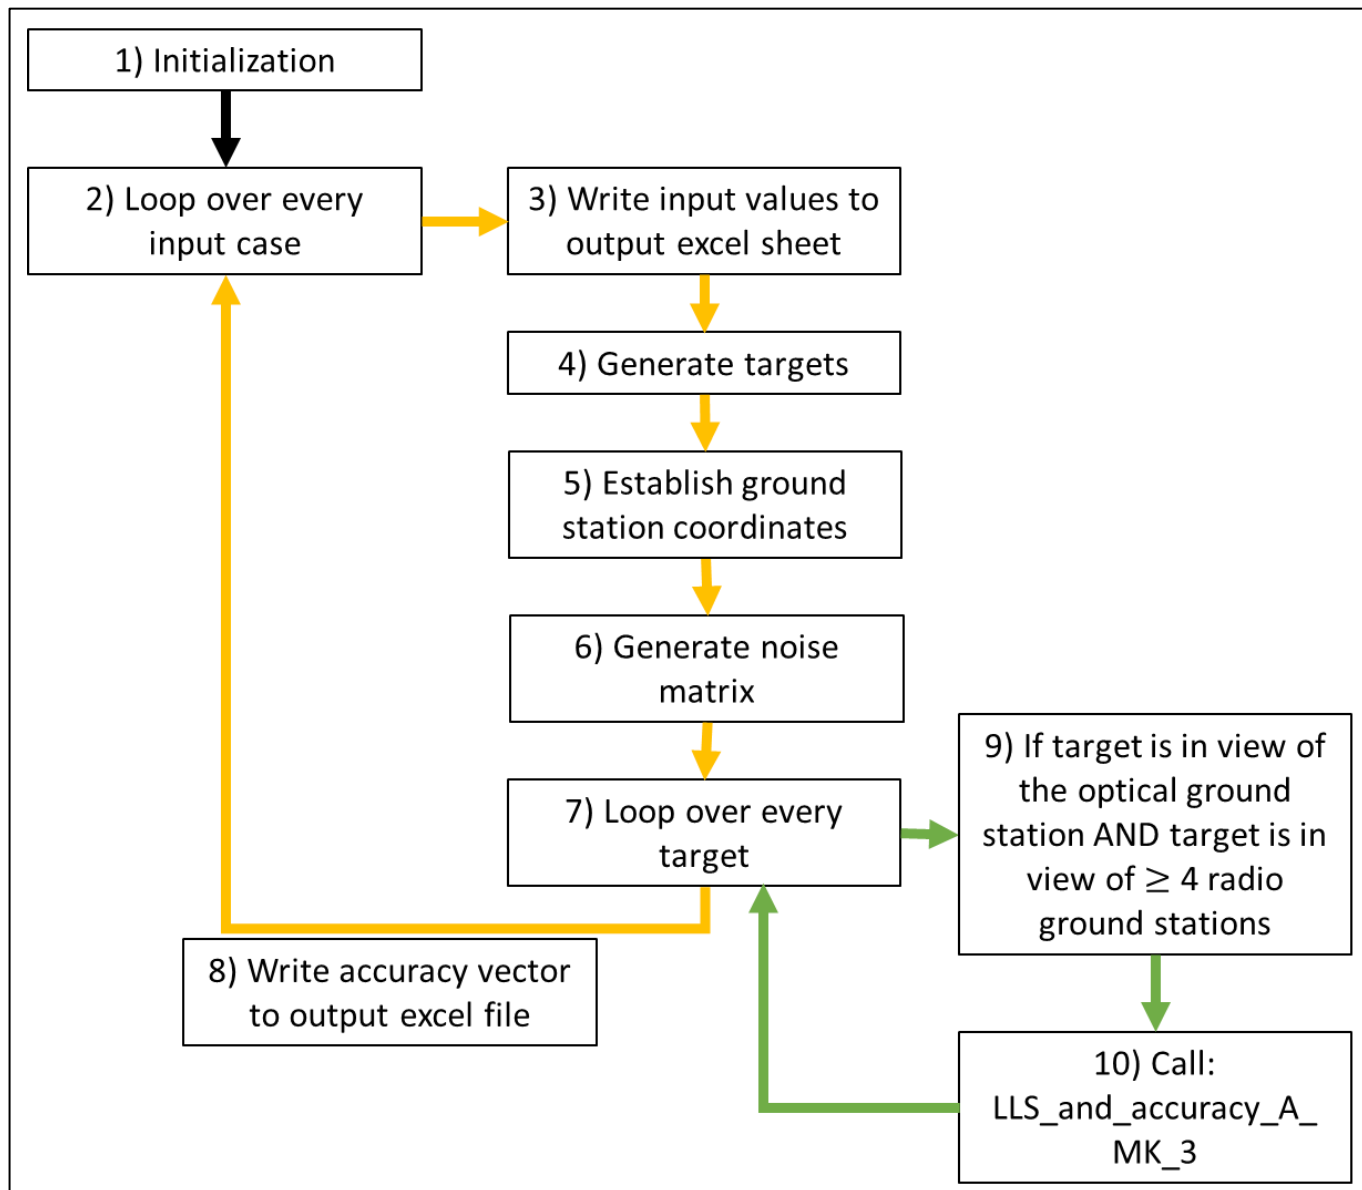 1) Initialization
2) Loop over every
input case
3) Write input values to
output excel sheet
4) Generate targets
5) Establish ground
station coordinates
6) Generate noise
matrix
7) Loop over every
target
8) Write accuracy vector
to output excel file
9) If target is in view of
the optical ground
station AND target is in
view of ≥ 4 radio
ground stations
10) Call:
LLS_and_accuracy_A_
MK_3